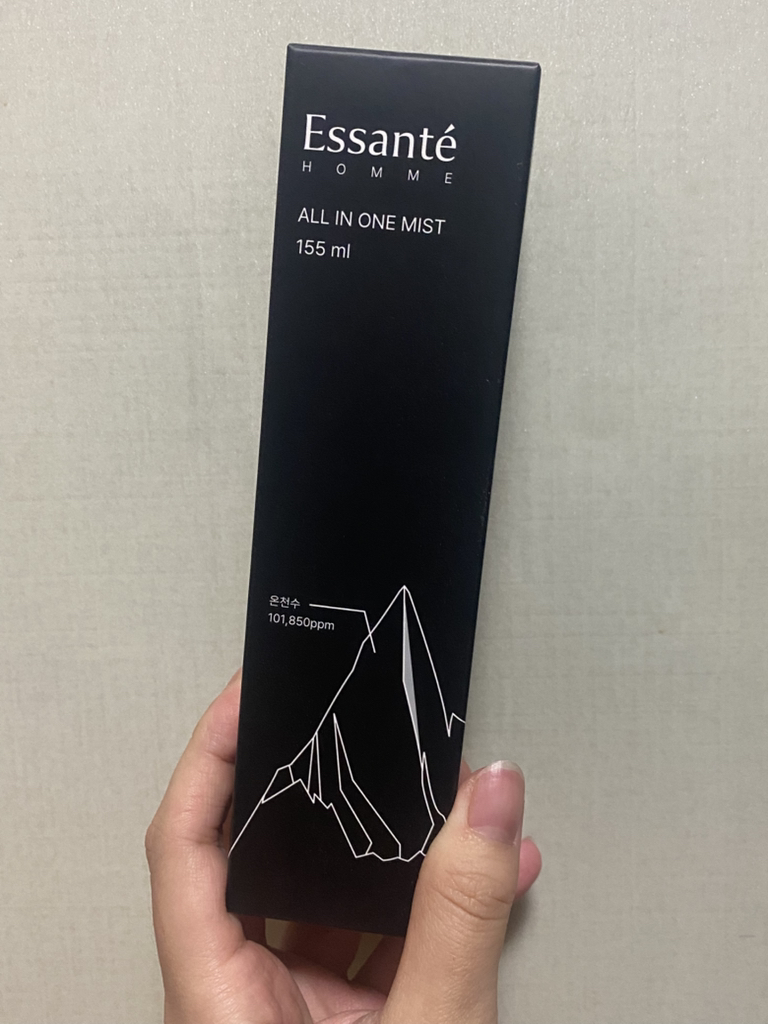 Essanté
HOMME
ALL IN ONE MIST
155 ml
온천수
101,850ppm